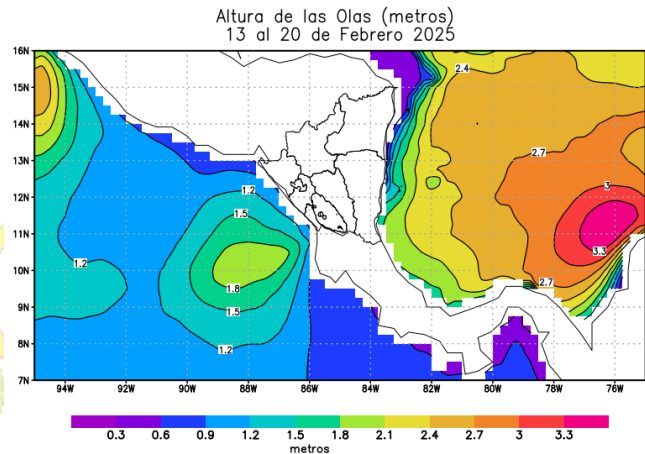 Altura de las Olas (metros)
13 al 20 de Febrero 2025
16N
15N
14N
13N
12N
11N
10N
9N
8N
7N
2.4
2.7
3
1.2
1.5
1.2
3.3
1.8
2.7
1.5
1.2
94W 92W 90W 88W 86W 84W 82W 80W 78W 76W
0.3 0.6 0.9 1.2 1.5 1.8 2.1 2.4 2.7 3 3.3
metros